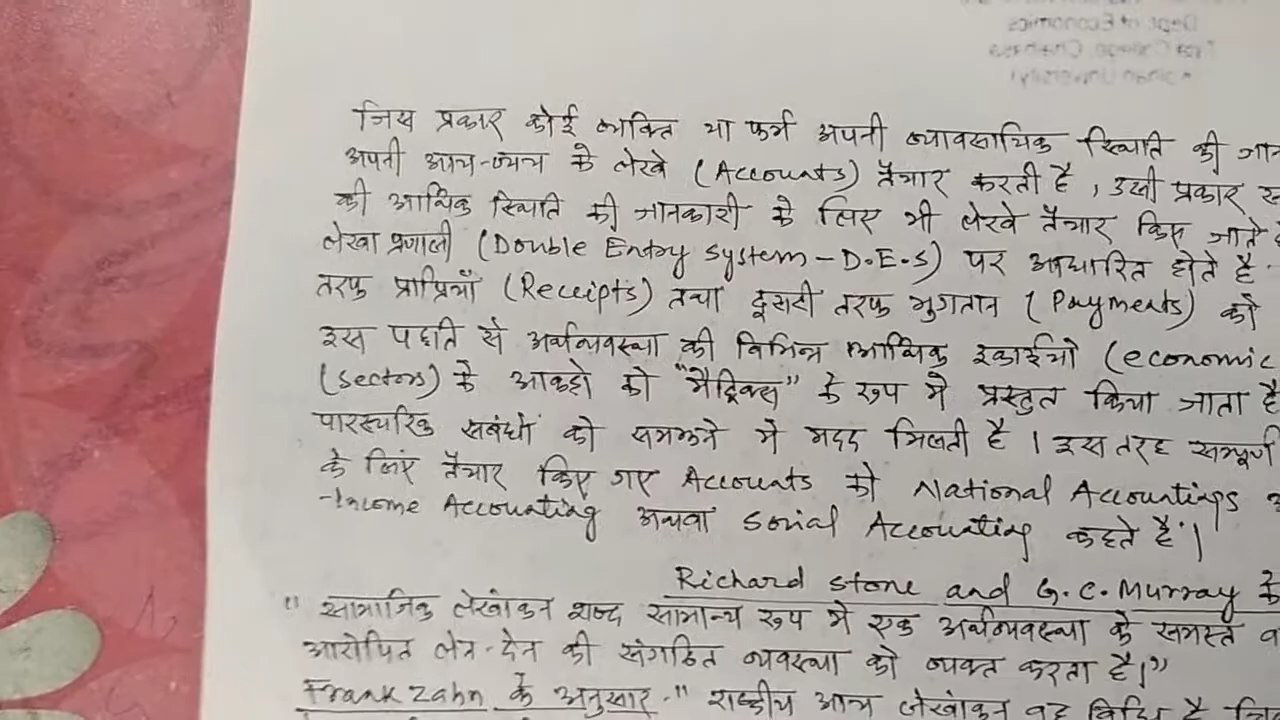 Dept of Economics
जिस प्रकार कोई व्यक्ति या फर्म अपनी व्यावसायिक स्थिति की
अपनी आय-व्यय के लेखे (Accounts) तैयार करती है, उसी प्रकार
की आर्थिक स्थिति की जानकारी के लिए भी लेखे तैयार किए जाते
लेखा प्रणाली (Double Entry System - D.E.S) पर आधारित होते है
तरफ प्राप्तियाँ (Receipts) तथा दूसरी तरफ भुगतान (Payments) को
इस पद्दति से अर्थव्यवस्था की विभिन्न आर्थिक इकाईयो (economic
(sectors) के आकड़ो को "मैट्रिक्स" के रूप मे प्रस्तुत किया जाता है
पारस्परिक संबंधों को समझने मे मदद मिलती है । इस तरह सम्पूर्ण
के लिए तैयार किए गए Accounts को National Accountings
-Income Accounting अथवा Social Accounting कहते है।
Richard Stone and G.C. Murray के
" सामाजिक लेखांकन शब्द सामान्य रूप मे एक अर्थव्यवस्था के समस्त
आरोपित लेन-देन की संगठित व्यवस्था को व्यक्त करता है।"
Frank Zahn के अनुसार - " राष्ट्रीय आय लेखांकन वह विधि है